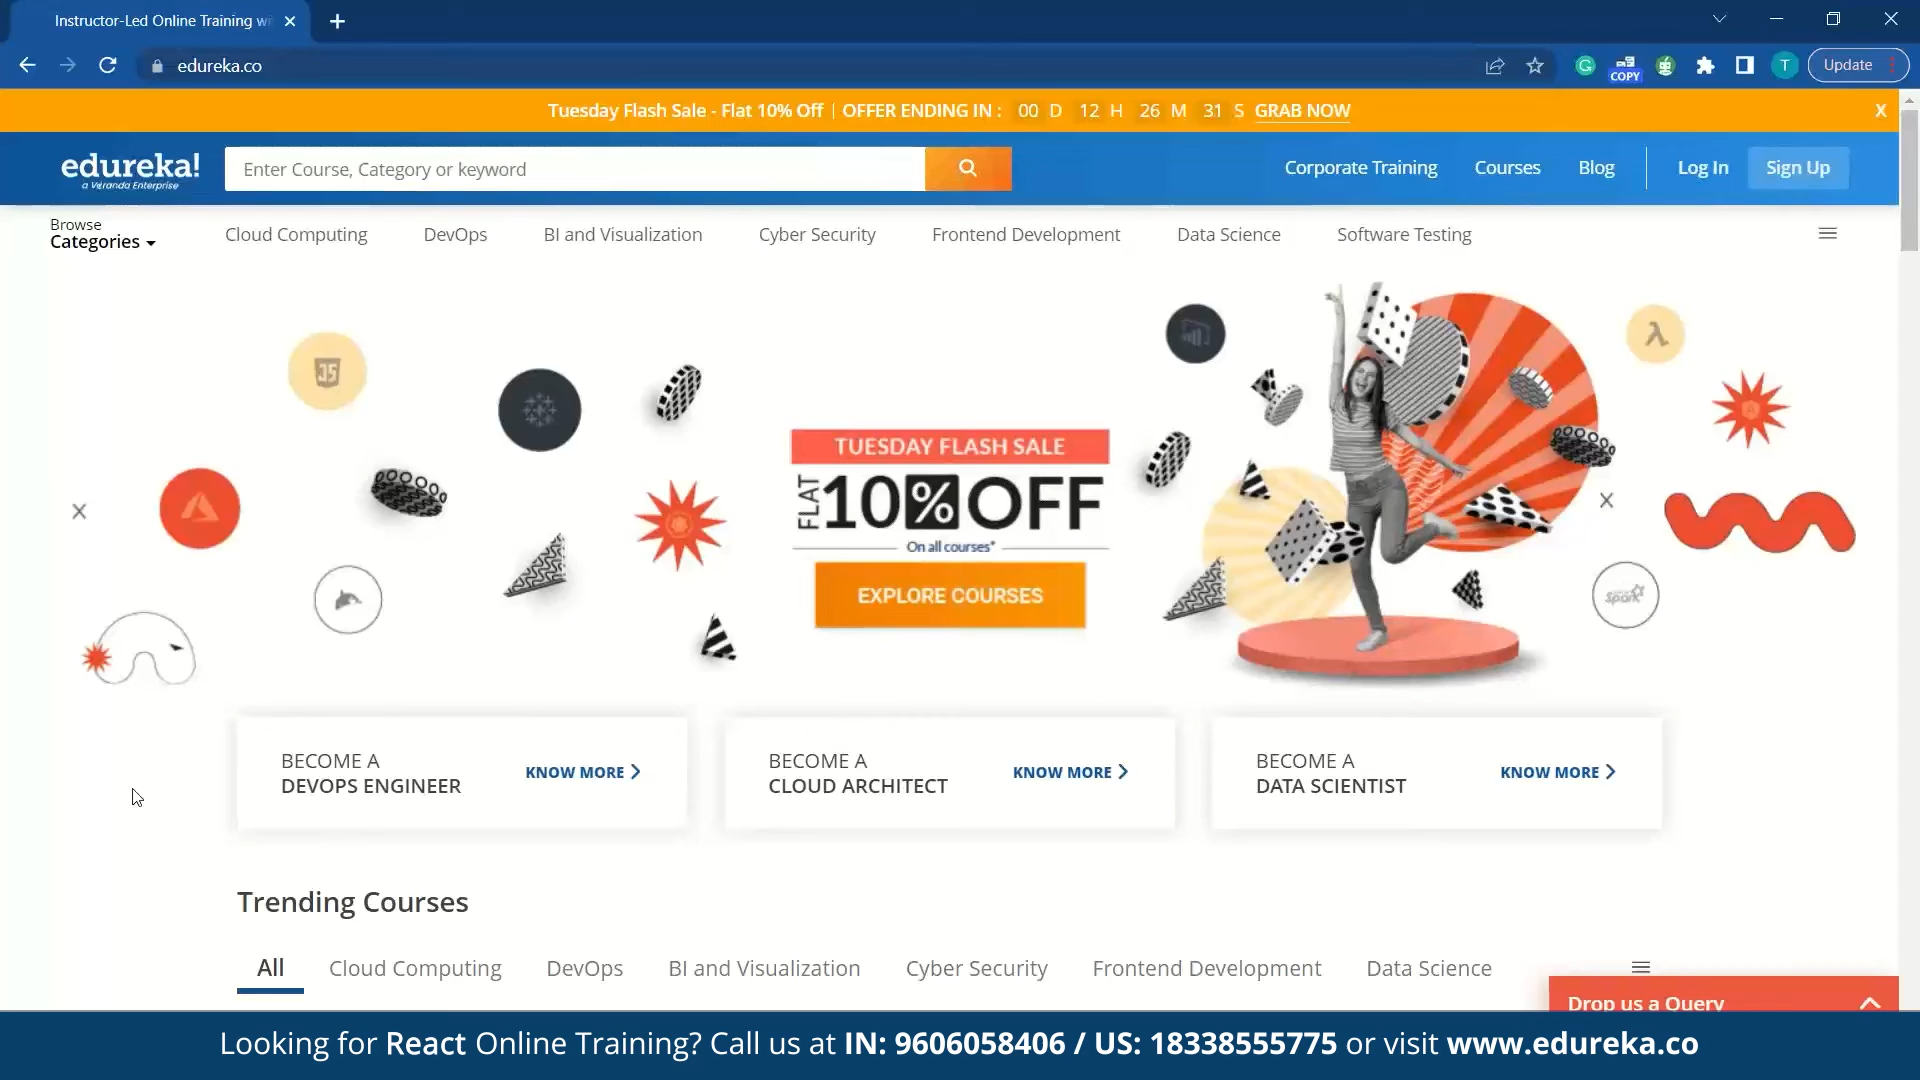 Instructor-Led Online Training wi
edureka.co
COPY
T
Update
Tuesday Flash Sale - Flat 10% Off | OFFER ENDING IN : 00 D 12 H 26 M 31 S GRAB NOW
X
edureka!
a Veranda Enterprise
Enter Course, Category or keyword
Corporate Training
Courses
Blog
Log In
Sign Up
Browse
Categories
Cloud Computing
DevOps
BI and Visualization
Cyber Security
Frontend Development
Data Science
Software Testing
JS
TUESDAY FLASH SALE
FLAT 10% OFF
On all courses*
EXPLORE COURSES
Spark
BECOME A
DEVOPS ENGINEER
KNOW MORE
BECOME A
CLOUD ARCHITECT
KNOW MORE
BECOME A
DATA SCIENTIST
KNOW MORE
Trending Courses
All
Cloud Computing
DevOps
BI and Visualization
Cyber Security
Frontend Development
Data Science
Drop us a Query
Looking for React Online Training? Call us at IN: 9606058406 / US: 18338555775 or visit www.edureka.co